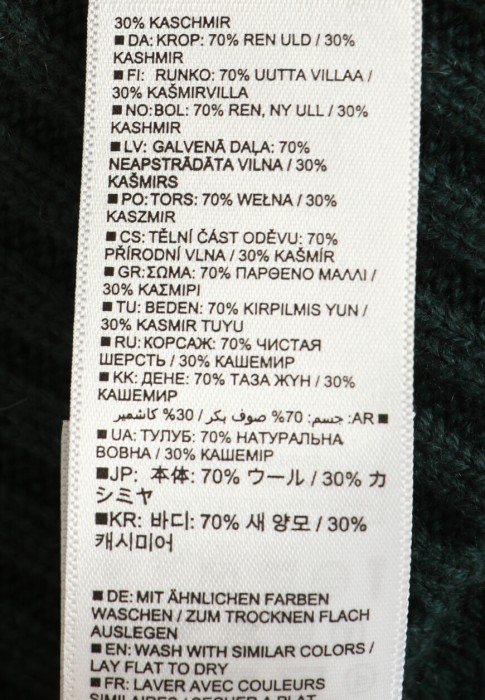 30% KASCHMIR
■ DA: KROP: 70% REN ULD / 30%
KASHMIR
■ FI: RUNKO: 70% UUTTA VILLAA /
30% KAŠMIRVILLA
■ NO:BOL: 70% REN, NY ULL / 30%
KASHMIR
■ LV: GALVENĀ DAĻA: 70%
NEAPSTRĀDĀTA VILNA / 30%
KAŠMIRS
■ PO: TORS: 70% WEŁNA / 30%
KASZMIR
■ CS: TĚLNÍ ČÁST ODĚVU: 70%
PŘÍRODNÍ VLNA / 30% KAŠMÍR
■ GR: ΣΩΜΑ: 70% ΠΑΡΘΕΝΟ ΜΑΛΛΙ /
30% ΚΑΣΜΙΡΙ
■ TU: BEDEN: 70% KIRPILMIS YUN /
30% KASMIR TUYU
■ RU: КОРСАЖ: 70% ЧИСТАЯ
ШЕРСТЬ / 30% КАШЕМИР
■ KK: ДЕНЕ: 70% ТАЗА ЖҮН / 30%
КАШЕМИР
■ AR: جسم: 70% صوف بكر / 30% كاشمير
■ UA: ТУЛУБ: 70% НАТУРАЛЬНА
ВОВНА / 30% КАШЕМІР
■JP: 本体: 70% ウール / 30% カ
シミヤ
■KR: 바디: 70% 새 양모 / 30%
캐시미어
■ DE: MIT ÄHNLICHEN FARBEN
WASCHEN / ZUM TROCKNEN FLACH
AUSLEGEN
■ EN: WASH WITH SIMILAR COLORS /
LAY FLAT TO DRY
■ FR: LAVER AVEC COULEURS
SIMILAIRES / SECHER A PLAT